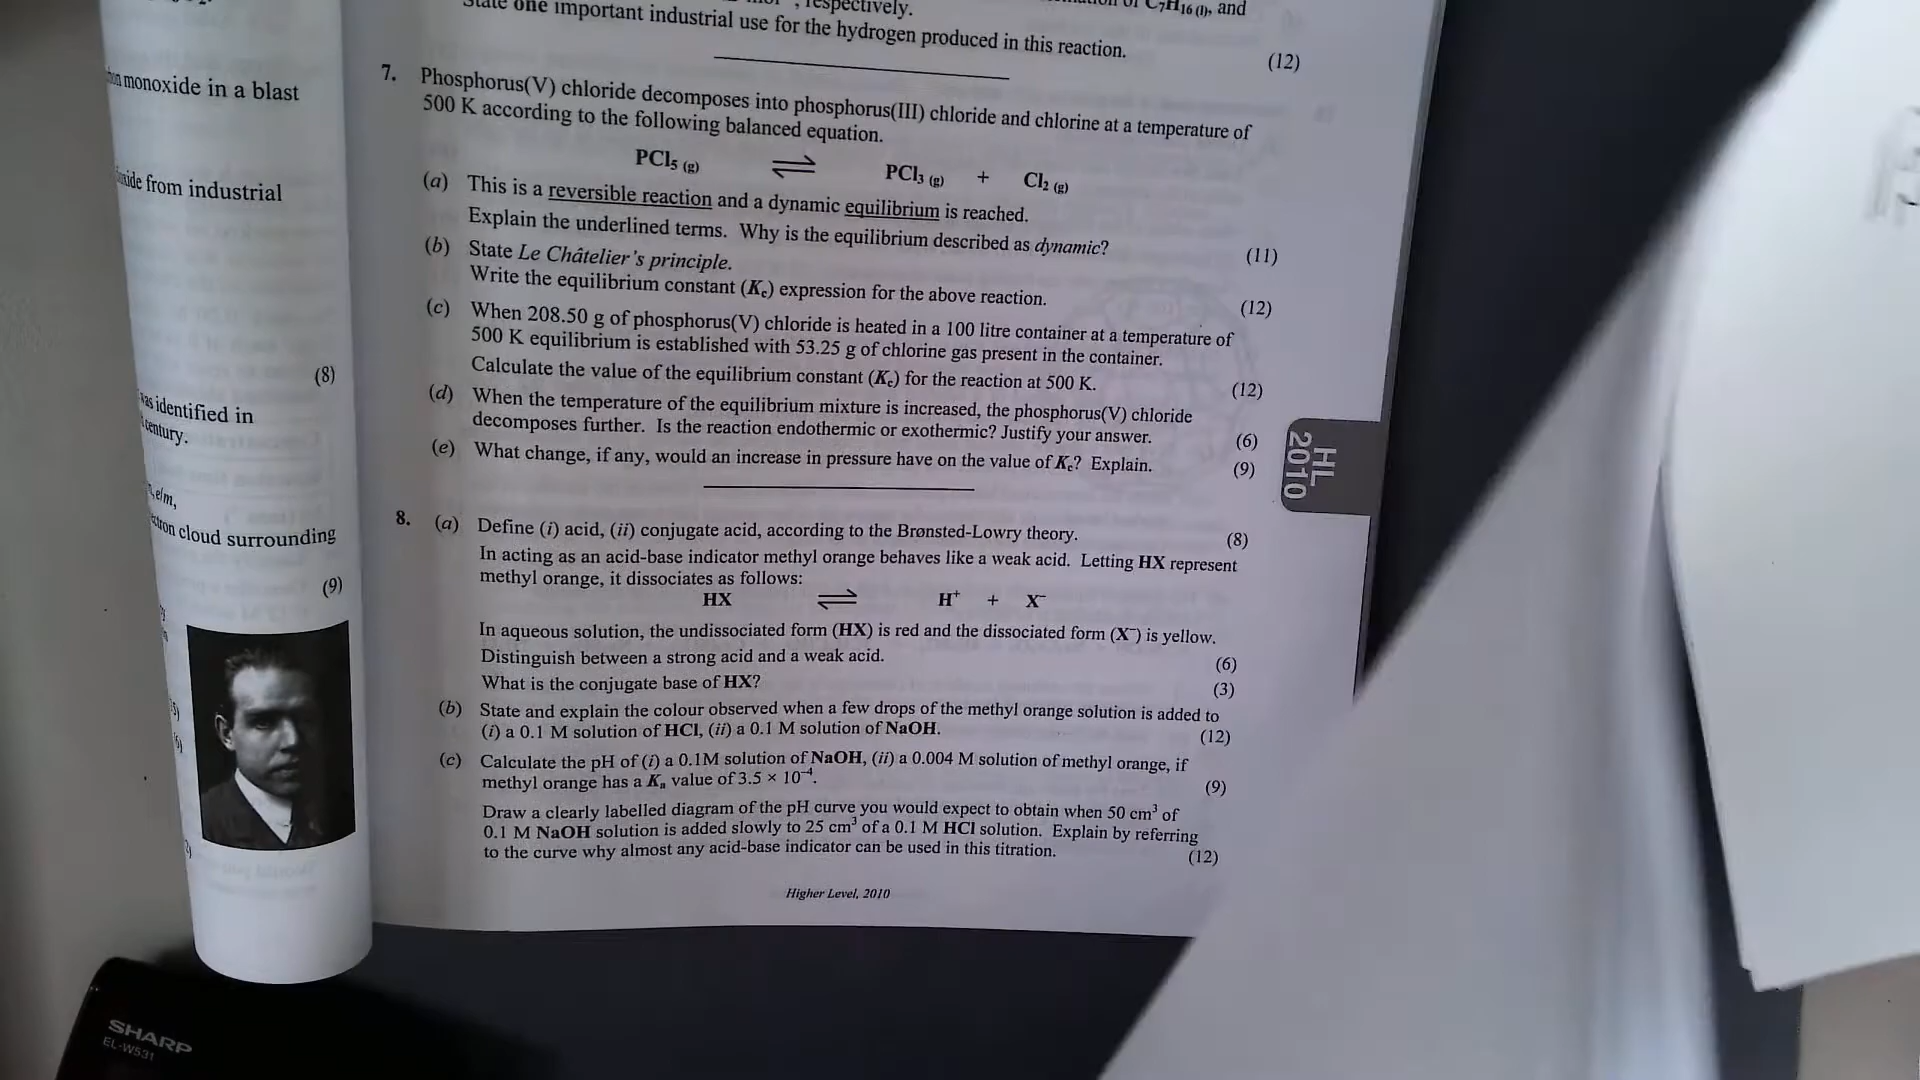 monoxide in a blast
from industrial
(8)
identified in
century.
e/m,
cloud surrounding
(9)
of C₇H₁₆ (l), and
, respectively.
State one important industrial use for the hydrogen produced in this reaction.
(12)
7. Phosphorus(V) chloride decomposes into phosphorus(III) chloride and chlorine at a temperature of
500 K according to the following balanced equation.
PCl₅ (g) ⇌ PCl₃ (g) + Cl₂ (g)
(a) This is a reversible reaction and a dynamic equilibrium is reached.
Explain the underlined terms. Why is the equilibrium described as dynamic? (11)
(b) State Le Châtelier's principle.
Write the equilibrium constant (Kc) expression for the above reaction. (12)
(c) When 208.50 g of phosphorus(V) chloride is heated in a 100 litre container at a temperature of
500 K equilibrium is established with 53.25 g of chlorine gas present in the container.
Calculate the value of the equilibrium constant (Kc) for the reaction at 500 K. (12)
(d) When the temperature of the equilibrium mixture is increased, the phosphorus(V) chloride
decomposes further. Is the reaction endothermic or exothermic? Justify your answer. (6)
(e) What change, if any, would an increase in pressure have on the value of Kc? Explain. (9)
HL
2010
8. (a) Define (i) acid, (ii) conjugate acid, according to the Brønsted-Lowry theory. (8)
In acting as an acid-base indicator methyl orange behaves like a weak acid. Letting HX represent
methyl orange, it dissociates as follows:
HX ⇌ H⁺ + X⁻
In aqueous solution, the undissociated form (HX) is red and the dissociated form (X⁻) is yellow.
Distinguish between a strong acid and a weak acid. (6)
What is the conjugate base of HX? (3)
(b) State and explain the colour observed when a few drops of the methyl orange solution is added to
(i) a 0.1 M solution of HCl, (ii) a 0.1 M solution of NaOH. (12)
(c) Calculate the pH of (i) a 0.1M solution of NaOH, (ii) a 0.004 M solution of methyl orange, if
methyl orange has a Kₐ value of 3.5 × 10⁻⁴. (9)
Draw a clearly labelled diagram of the pH curve you would expect to obtain when 50 cm³ of
0.1 M NaOH solution is added slowly to 25 cm³ of a 0.1 M HCl solution. Explain by referring
to the curve why almost any acid-base indicator can be used in this titration. (12)
Higher Level, 2010
SHARP
EL-W531